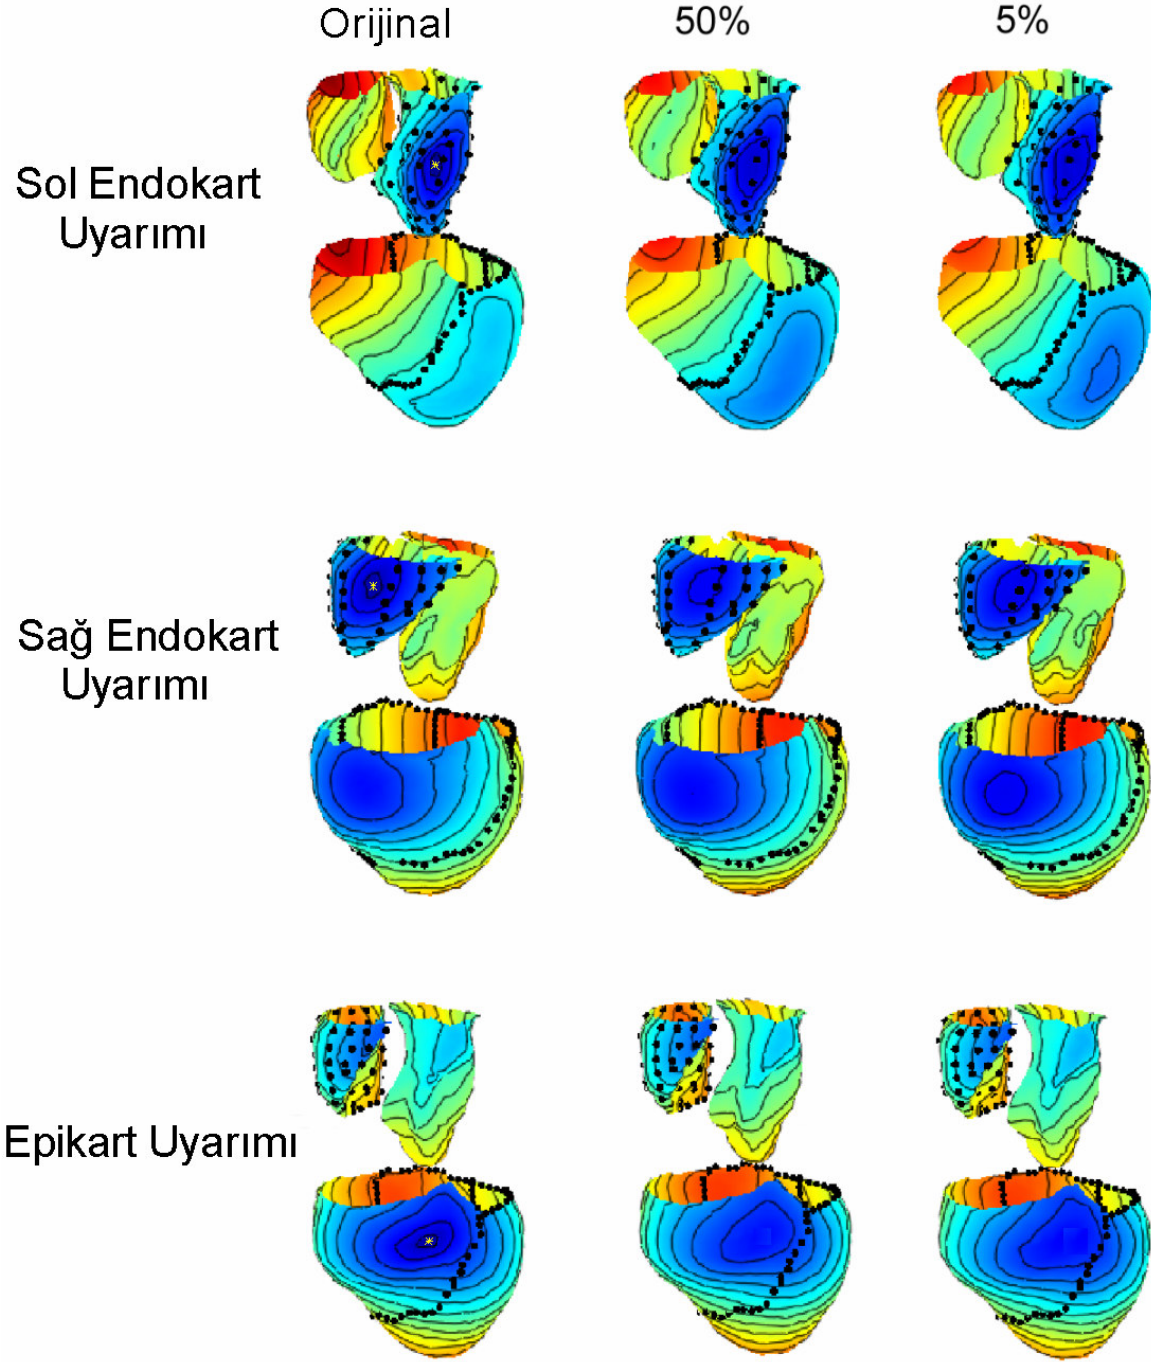 Orijinal 50% 5%
Sol Endokart
Uyarımı
Sağ Endokart
Uyarımı
Epikart Uyarımı